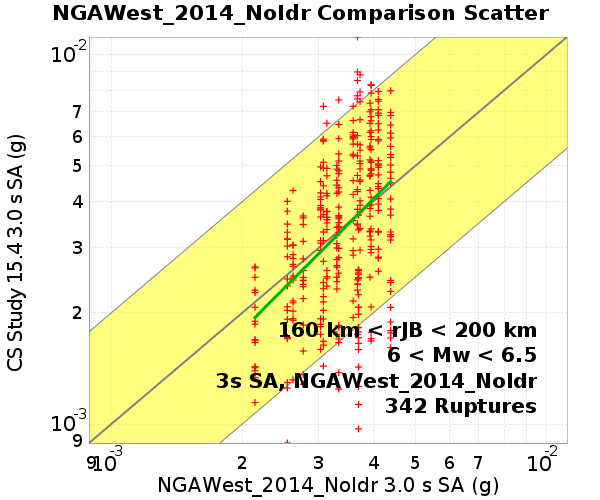 NGAWest_2014_NoIdr Comparison Scatter
CS Study 15.4 3.0 s SA (g)
10⁻²
7
6
5
4
3
2
10⁻³
9
160 km < rJB < 200 km
6 < Mw < 6.5
3s SA, NGAWest_2014_NoIdr
342 Ruptures
9 10⁻³ 2 3 4 5 6 7 10⁻²
NGAWest_2014_NoIdr 3.0 s SA (g)